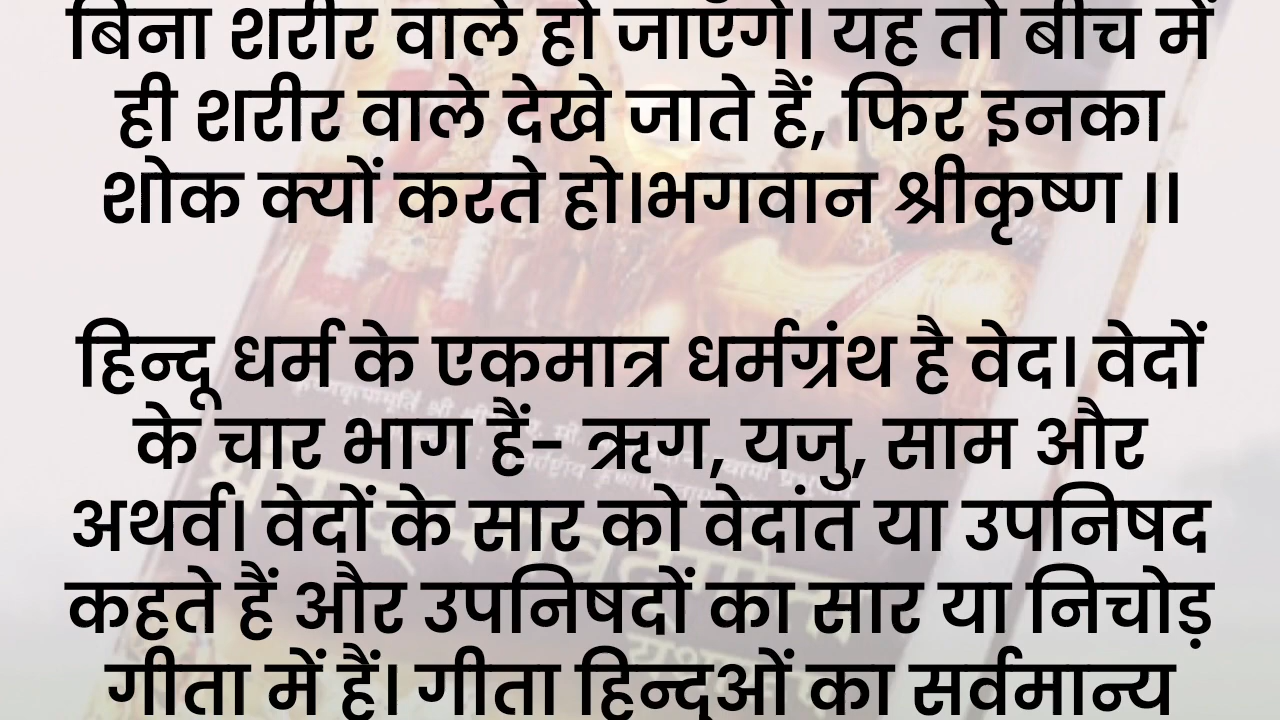 बिना शरीर वाले हो जाएँगे। यह तो बीच में
ही शरीर वाले देखे जाते हैं, फिर इनका
शोक क्यों करते हो।भगवान श्रीकृष्ण ।।
हिन्दू धर्म के एकमात्र धर्मग्रंथ है वेद। वेदों
के चार भाग हैं- ऋग, यजु, साम और
अथर्व। वेदों के सार को वेदांत या उपनिषद
कहते हैं और उपनिषदों का सार या निचोड़
गीता में हैं। गीता हिन्दुओं का सर्वमान्य